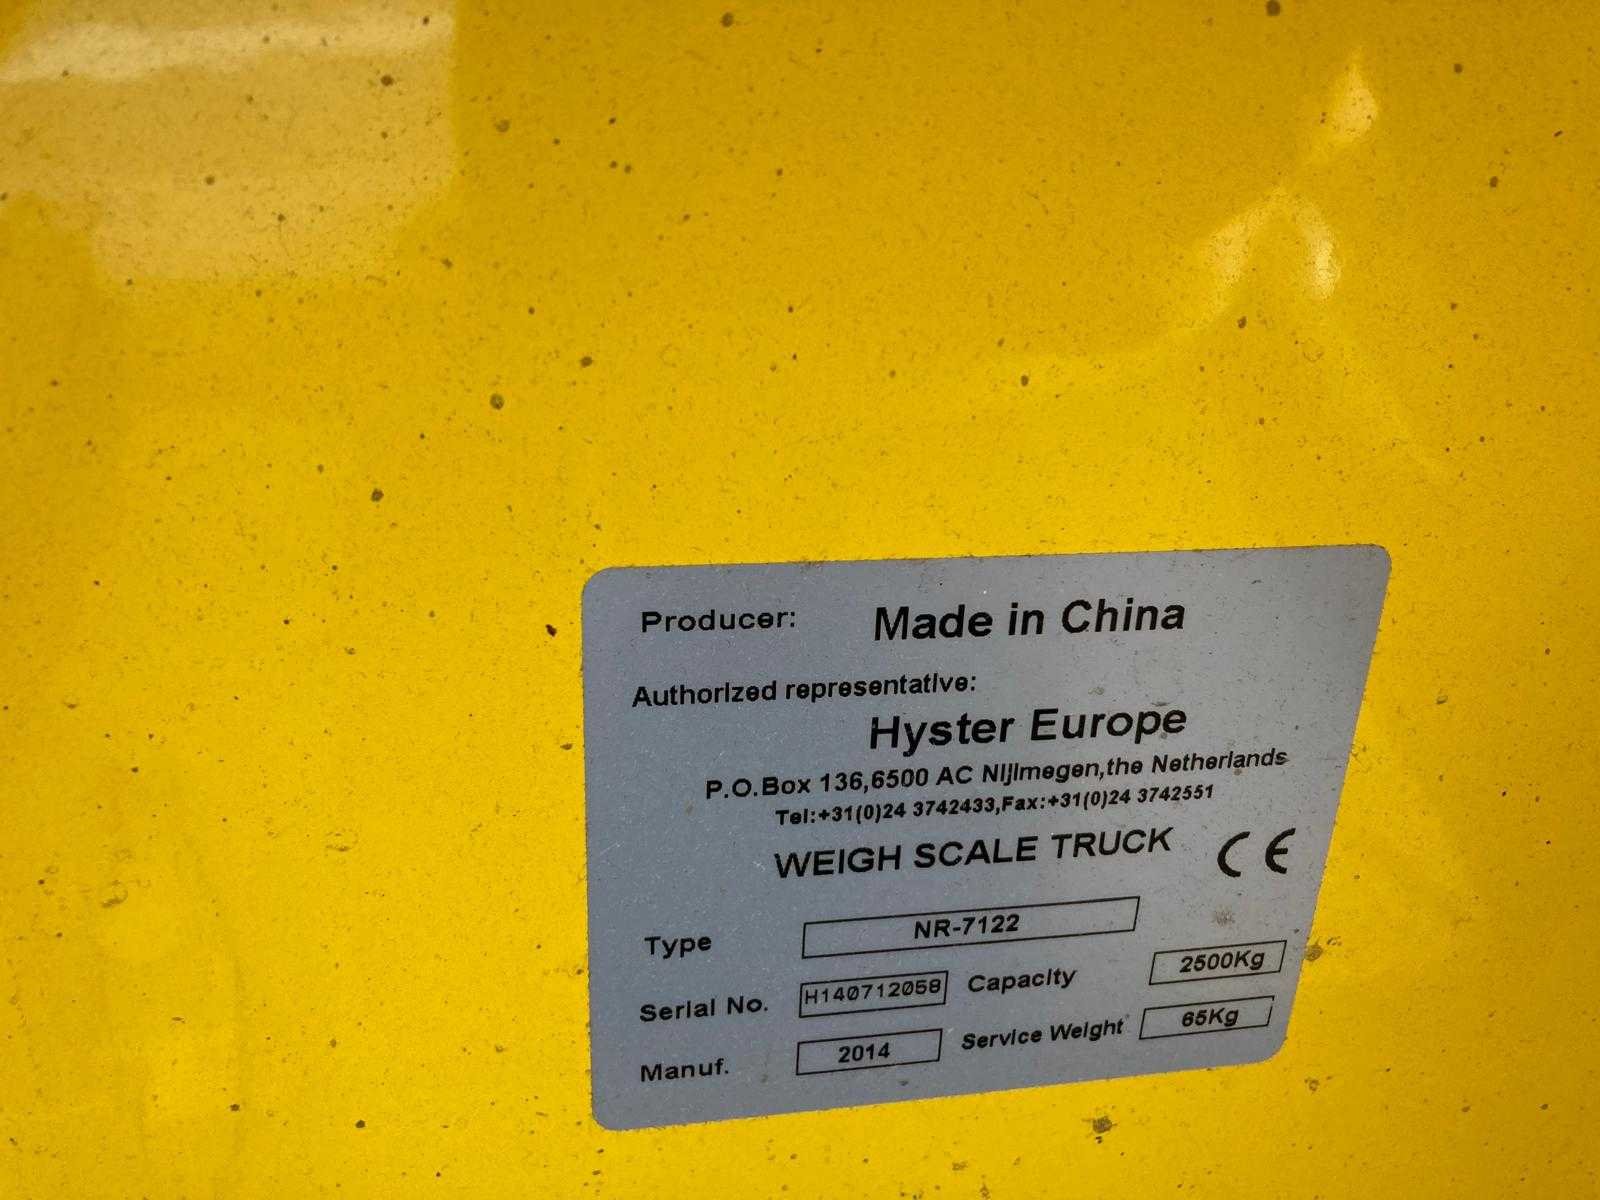 Producer: Made in China
Authorized representative:
Hyster Europe
P.O.Box 136,6500 AC Nijlmegen,the Netherlands
Tel:+31(0)24 3742433,Fax:+31(0)24 3742551
WEIGH SCALE TRUCK CE
Type NR-7122
Serial No. H140712058 Capacity 2500Kg
Manuf. 2014 Service Weight 65Kg